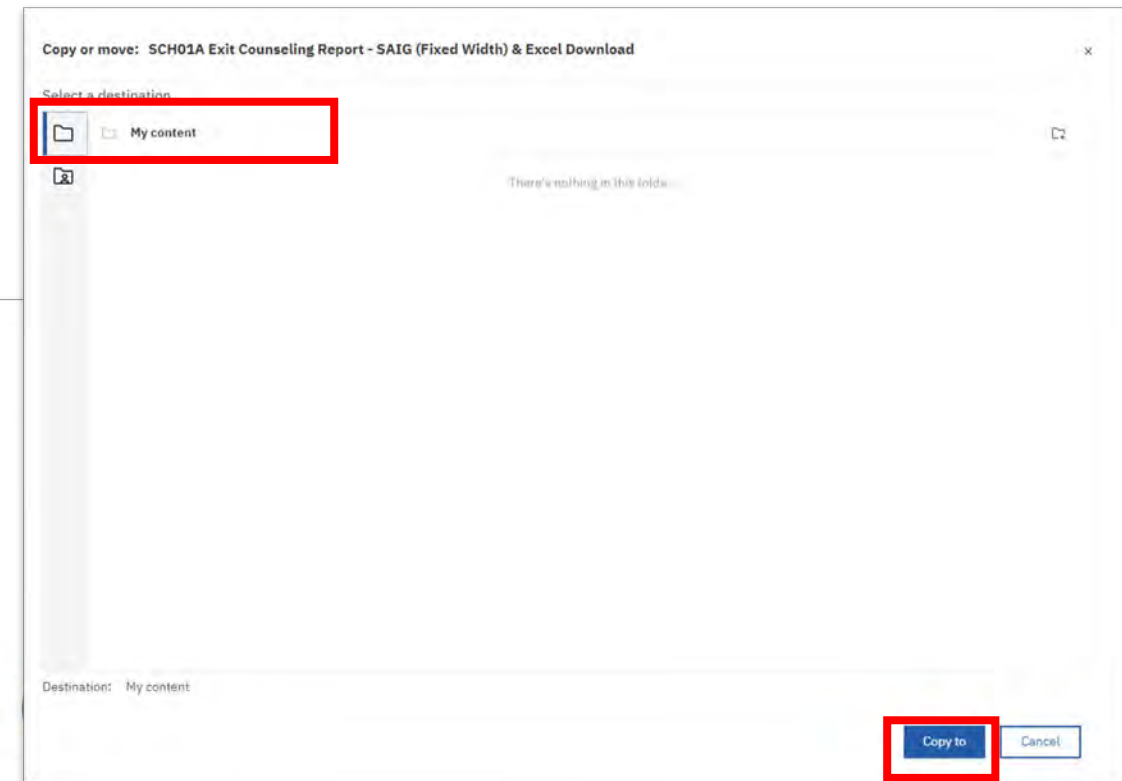 Copy or move: SCH01A Exit Counseling Report - SAIG (Fixed Width) & Excel Download
Select a destination
My content
There's nothing in this folde...
Destination: My content
Copy to
Cancel